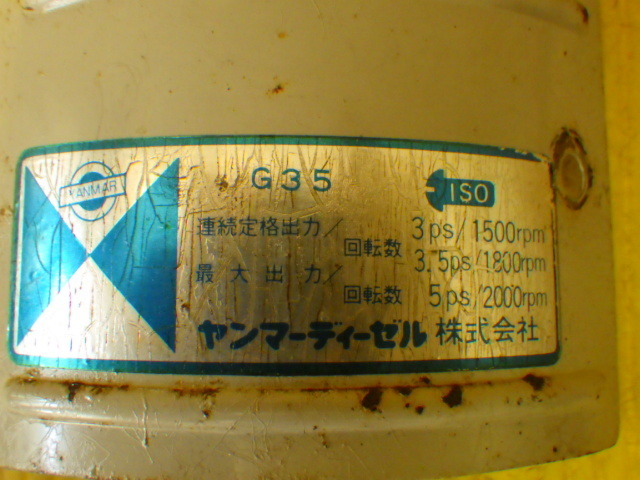 YANMAR
G35
ISO
連続定格出力/回転数 3ps/1500rpm
3.5ps/1800rpm
最大出力/回転数 5ps/2000rpm
ヤンマーディーゼル株式会社